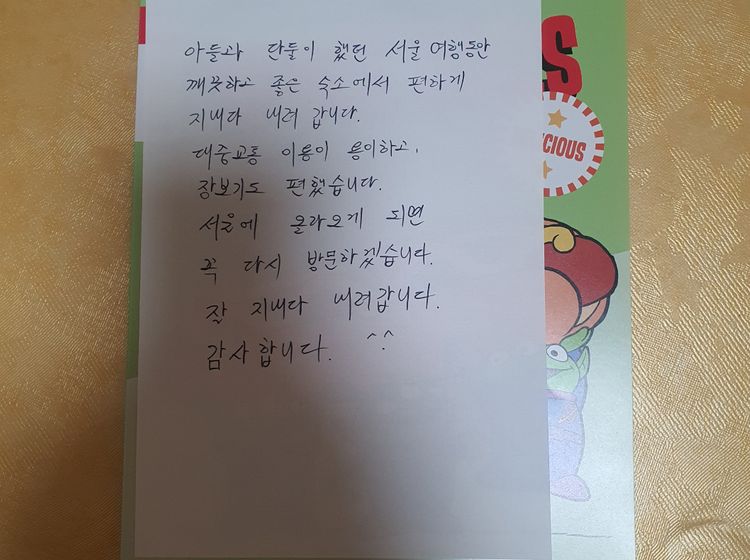 아들과 단둘이 했던 서울여행동안
깨끗하고 좋은 숙소에서 편하게
지내다 내려 갑니다.
대중교통 이동이 용이하고,
장보기도 편했습니다.
서울에 올라오게 되면
꼭 다시 방문하겠습니다.
잘 지내다 내려갑니다.
감사합니다. ^.^